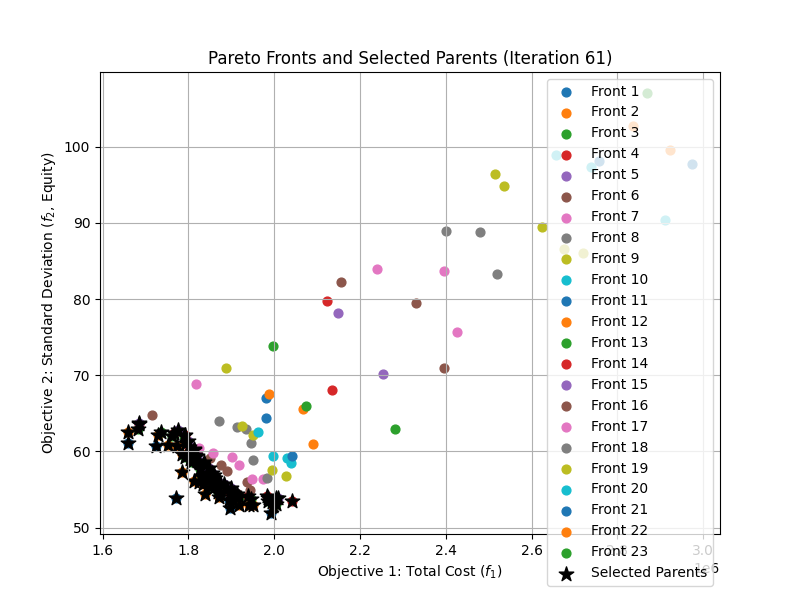 Pareto Fronts and Selected Parents (Iteration 61)
Objective 2: Standard Deviation (f₂, Equity)
100
90
80
70
60
50
1.6
1.8
2.0
2.2
2.4
2.6
2.8
3.0
1e6
Objective 1: Total Cost (f₁)
Front 1
Front 2
Front 3
Front 4
Front 5
Front 6
Front 7
Front 8
Front 9
Front 10
Front 11
Front 12
Front 13
Front 14
Front 15
Front 16
Front 17
Front 18
Front 19
Front 20
Front 21
Front 22
Front 23
Selected Parents